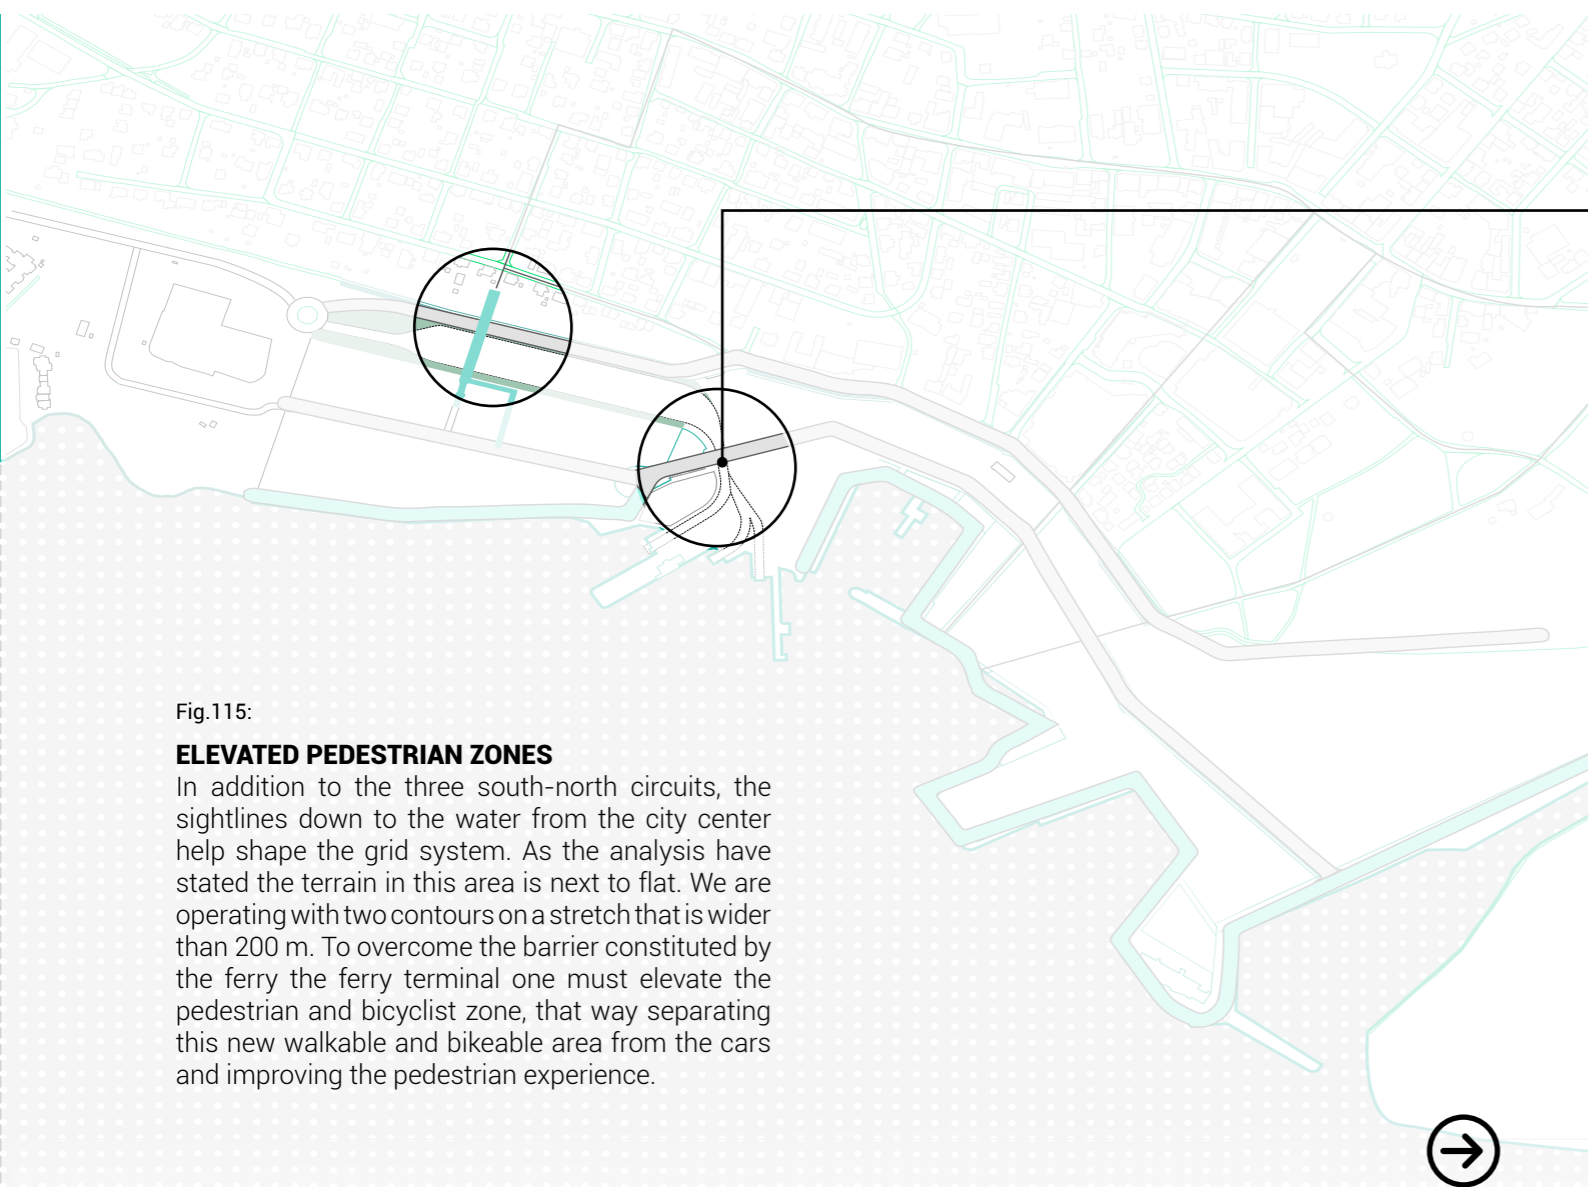 Fig.115:
ELEVATED PEDESTRIAN ZONES
In addition to the three south-north circuits, the
sightlines down to the water from the city center
help shape the grid system. As the analysis have
stated the terrain in this area is next to flat. We are
operating with two contours on a stretch that is wider
than 200 m. To overcome the barrier constituted by
the ferry the ferry terminal one must elevate the
pedestrian and bicyclist zone, that way separating
this new walkable and bikeable area from the cars
and improving the pedestrian experience.